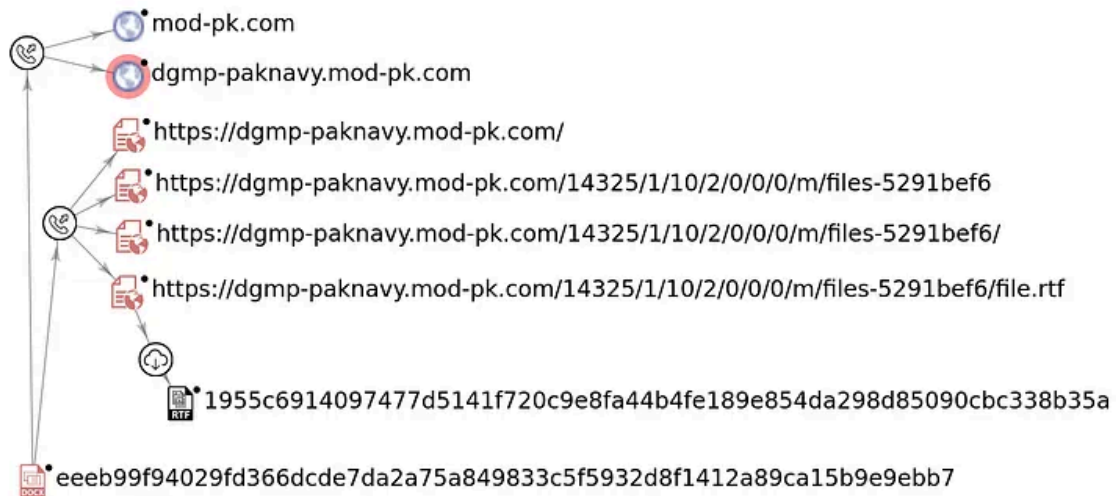 mod-pk.com
dgmp-paknavy.mod-pk.com
https://dgmp-paknavy.mod-pk.com/
https://dgmp-paknavy.mod-pk.com/14325/1/10/2/0/0/0/m/files-5291bef6
https://dgmp-paknavy.mod-pk.com/14325/1/10/2/0/0/0/m/files-5291bef6/
https://dgmp-paknavy.mod-pk.com/14325/1/10/2/0/0/0/m/files-5291bef6/file.rtf
RTF 1955c6914097477d5141f720c9e8fa44b4fe189e854da298d85090cbc338b35a
DOCX eeeb99f94029fd366dcde7da2a75a849833c5f5932d8f1412a89ca15b9e9ebb7